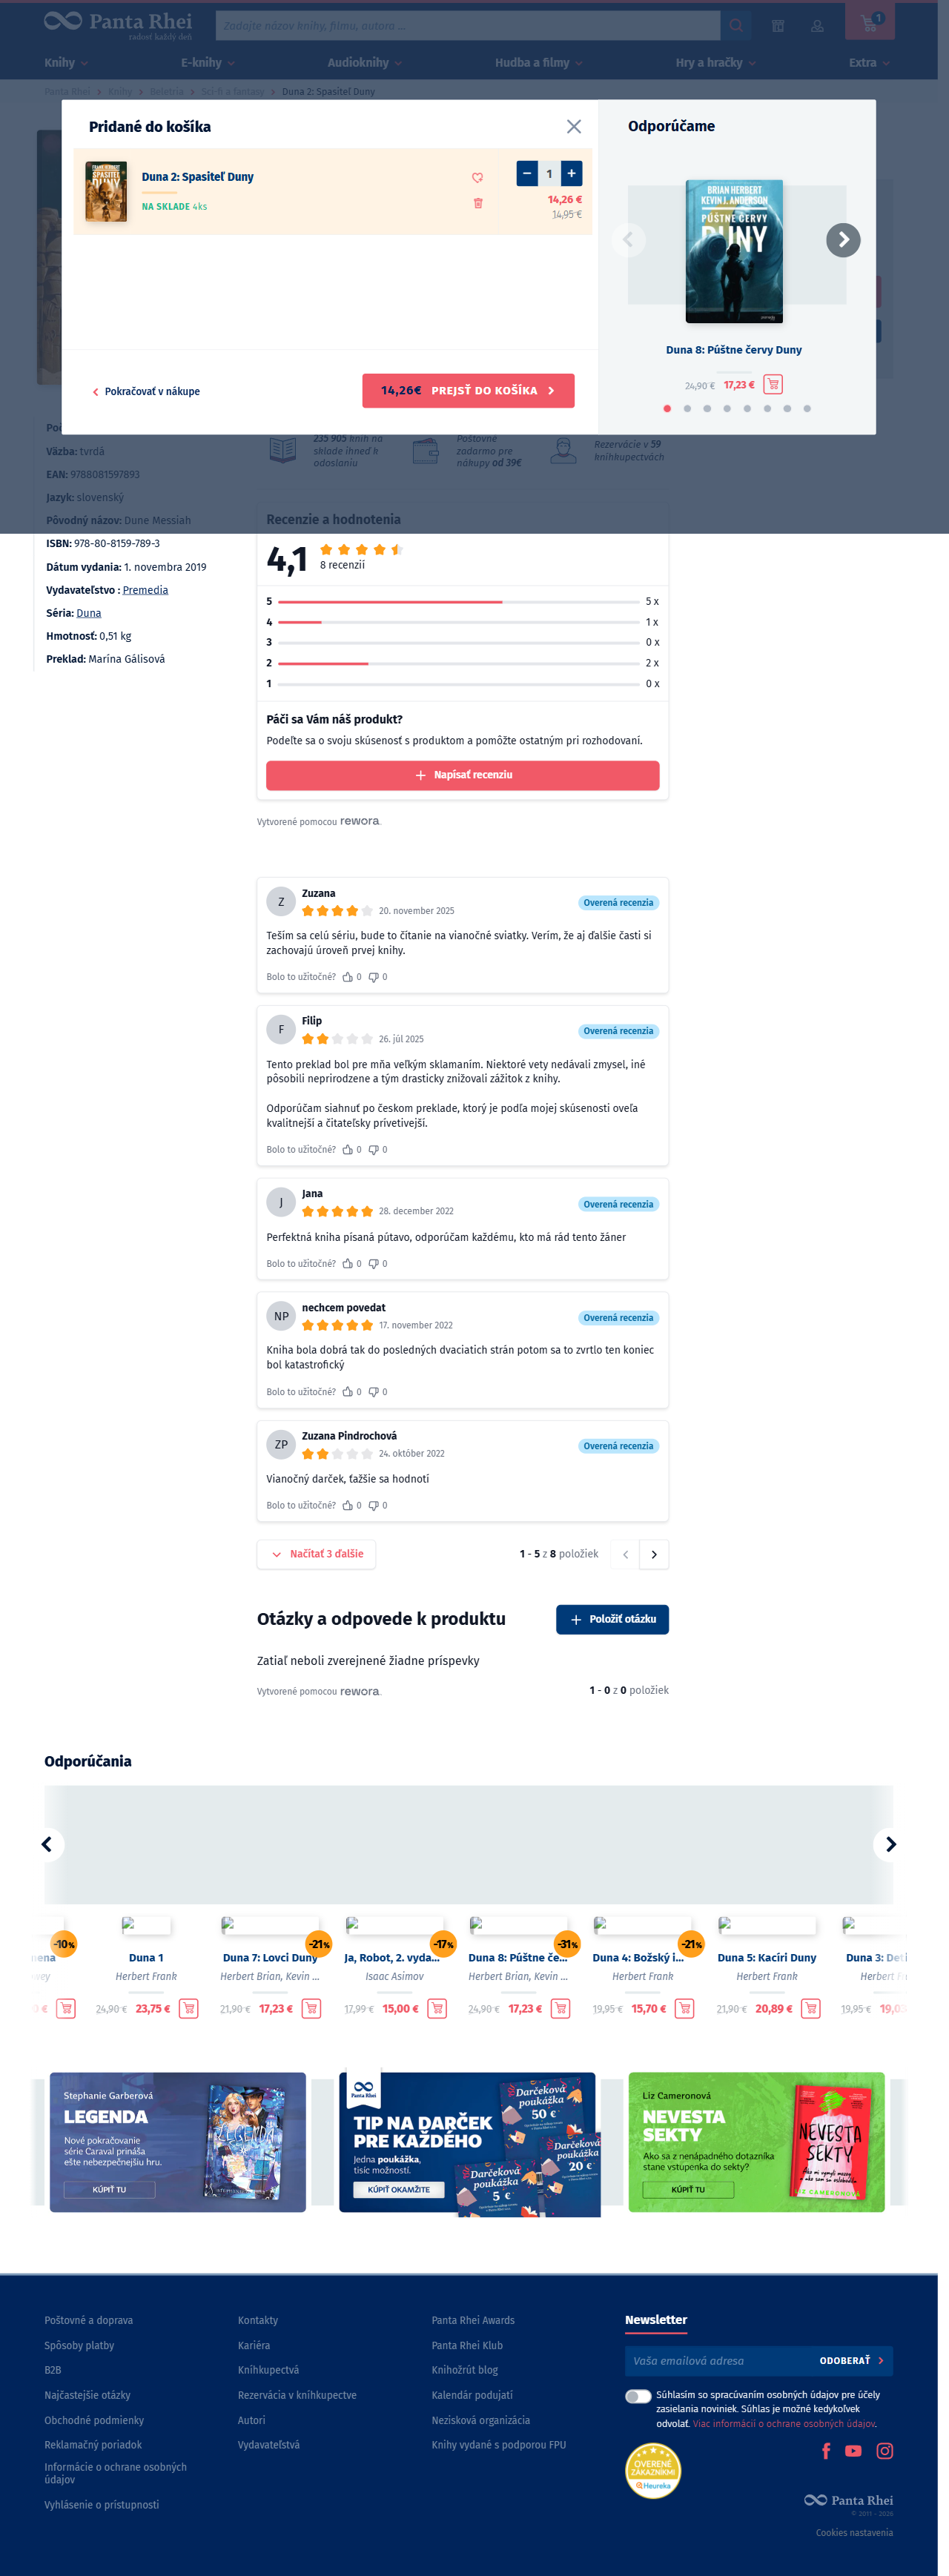 Panta Rhei
radosť každý deň
Zadajte názov knihy, filmu, autora ...
1
Knihy
E-knihy
Audioknihy
Hudba a filmy
Hry a hračky
Extra
Panta Rhei > Knihy > Beletria > Sci-fi a fantasy > Duna 2: Spasiteľ Duny
Pridané do košíka
Duna 2: Spasiteľ Duny
NA SKLADE 4ks
1
14,26 €
14,95 €
Pokračovať v nákupe
14,26€ PREJSŤ DO KOŠÍKA
Odporúčame
BRIAN HERBERT
KEVIN J. ANDERSON
PÚŠTNE ČERVY
DUNY
Duna 8: Púštne červy Duny
24,90 € 17,23 €
Väzba: tvrdá
EAN: 9788081597893
Jazyk: slovenský
Pôvodný názov: Dune Messiah
ISBN: 978-80-8159-789-3
Dátum vydania: 1. novembra 2019
Vydavateľstvo : Premedia
Séria: Duna
Hmotnosť: 0,51 kg
Preklad: Marína Gálisová
235 905 kníh na
sklade ihneď k
odoslaniu
Poštovné
zadarmo pre
nákupy od 39€
Rezervácie v 59
kníhkupectvách
Recenzie a hodnotenia
4,1
8 recenzií
5 5 x
4 1 x
3 0 x
2 2 x
1 0 x
Páči sa Vám náš produkt?
Podeľte sa o svoju skúsenosť s produktom a pomôžte ostatným pri rozhodovaní.
Napísať recenziu
Vytvorené pomocou rewora.
Z
Zuzana
20. november 2025
Overená recenzia
Teším sa celú sériu, bude to čítanie na vianočné sviatky. Verím, že aj ďalšie časti si
zachovajú úroveň prvej knihy.
Bolo to užitočné? 0 0
F
Filip
26. júl 2025
Overená recenzia
Tento preklad bol pre mňa veľkým sklamaním. Niektoré vety nedávali zmysel, iné
pôsobili neprirodzene a tým drasticky znižovali zážitok z knihy.
Odporúčam siahnuť po českom preklade, ktorý je podľa mojej skúsenosti oveľa
kvalitnejší a čitateľsky prívetivejší.
Bolo to užitočné? 0 0
J
Jana
28. december 2022
Overená recenzia
Perfektná kniha písaná pútavo, odporúčam každému, kto má rád tento žáner
Bolo to užitočné? 0 0
NP
nechcem povedat
17. november 2022
Overená recenzia
Kniha bola dobrá tak do posledných dvaciatich strán potom sa to zvrtlo ten koniec
bol katastrofický
Bolo to užitočné? 0 0
ZP
Zuzana Pindrochová
24. október 2022
Overená recenzia
Vianočný darček, ťažšie sa hodnotí
Bolo to užitočné? 0 0
Načítať 3 ďalšie
1 - 5 z 8 položiek
Otázky a odpovede k produktu
Položiť otázku
Zatiaľ neboli zverejnené žiadne príspevky
Vytvorené pomocou rewora.
1 - 0 z 0 položiek
Odporúčania
-10%
-21%
-17%
-31%
-21%
Duna 1
Duna 7: Lovci Duny
Ja, Robot, 2. vyda...
Duna 8: Púštne če...
Duna 4: Božský i...
Duna 5: Kacíri Duny
Duna 3: Deti
Herbert Frank
Herbert Brian, Kevin ...
Isaac Asimov
Herbert Brian, Kevin ...
Herbert Frank
Herbert Frank
24,90 € 23,75 €
21,90 € 17,23 €
17,99 € 15,00 €
24,90 € 17,23 €
19,95 € 15,70 €
21,90 € 20,89 €
19,95 €
Stephanie Garberová
LEGENDA
Nové pokračovanie
série Caraval prináša
ešte nebezpečnejšiu hru.
KÚPIŤ TU
Panta Rhei
TIP NA DARČEK
PRE KAŽDÉHO
Jedna poukážka,
tisíc možností.
KÚPIŤ OKAMŽITE
Darčeková
poukážka
50 €
Darčeková
poukážka
20 €
Darčeková
poukážka
5 €
Liz Cameronová
NEVESTA
SEKTY
Ako sa z nenápadného dotazníka
stane vstupenka do sekty?
KÚPIŤ TU
NEVESTA
SEKTY
LIZ CAMERONOVÁ
Poštovné a doprava
Spôsoby platby
B2B
Najčastejšie otázky
Obchodné podmienky
Reklamačný poriadok
Informácie o ochrane osobných
údajov
Vyhlásenie o prístupnosti
Kontakty
Kariéra
Kníhkupectvá
Rezervácia v kníhkupectve
Autori
Vydavateľstvá
Panta Rhei Awards
Panta Rhei Klub
Knihožrút blog
Kalendár podujatí
Nezisková organizácia
Knihy vydané s podporou FPU
Newsletter
Vaša emailová adresa
ODOBERAŤ
Súhlasím so spracúvaním osobných údajov pre účely
zasielania noviniek. Súhlas je možné kedykoľvek
odvolať. Viac informácií o ochrane osobných údajov.
OVERENÉ
ZÁKAZNÍKMI
Heureka
Panta Rhei
© 2011 - 2026
Cookies nastavenia